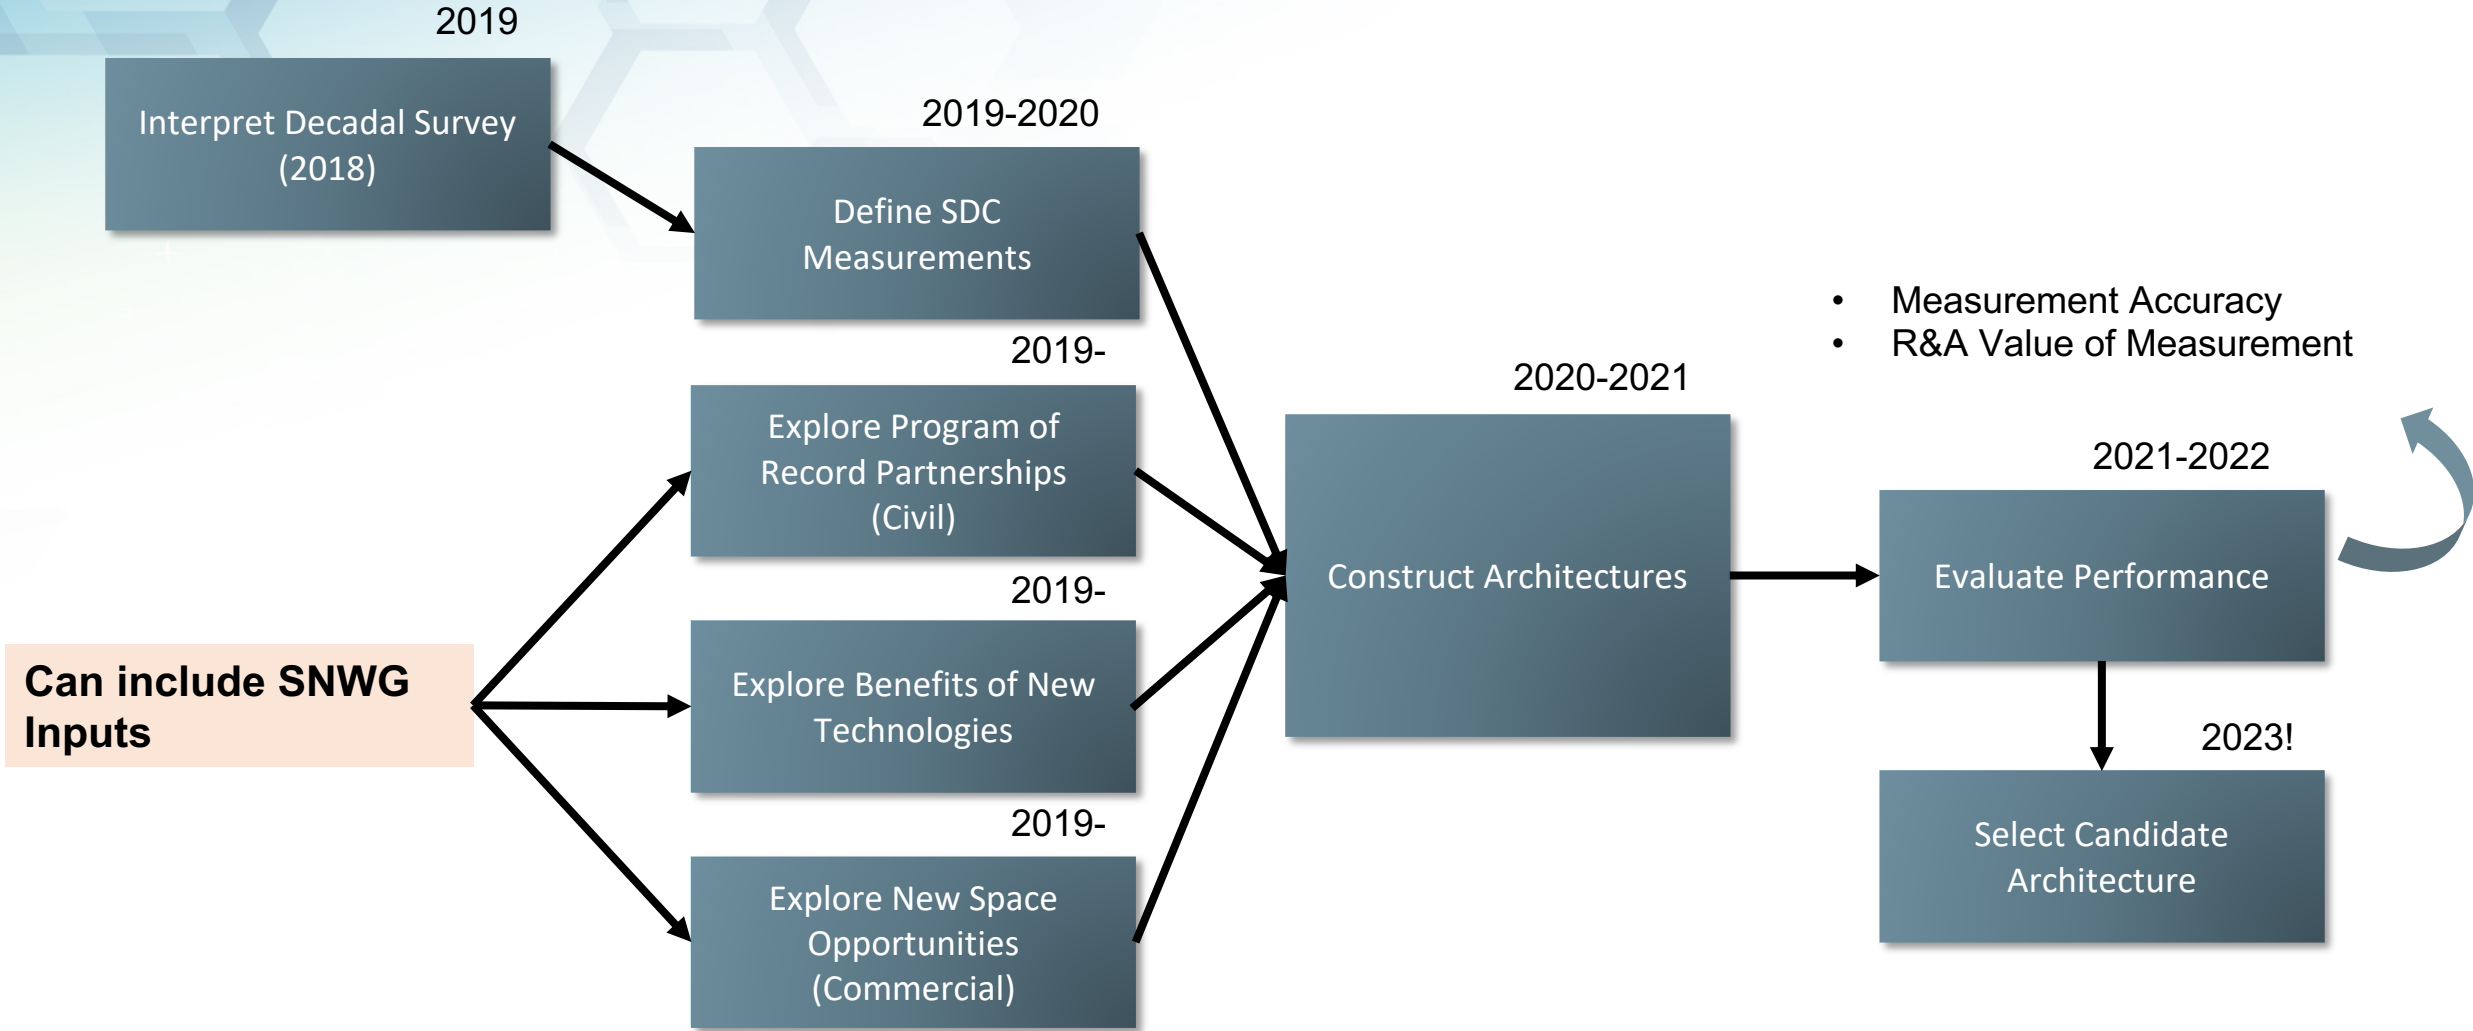 2019
Interpret Decadal Survey
(2018)
2019-2020
Define SDC
Measurements
2019-
Explore Program of
Record Partnerships
(Civil)
2019-
Explore Benefits of New
Technologies
2019-
Explore New Space
Opportunities
(Commercial)
Can include SNWG
Inputs
2020-2021
Construct Architectures
• Measurement Accuracy
• R&A Value of Measurement
2021-2022
Evaluate Performance
2023!
Select Candidate
Architecture